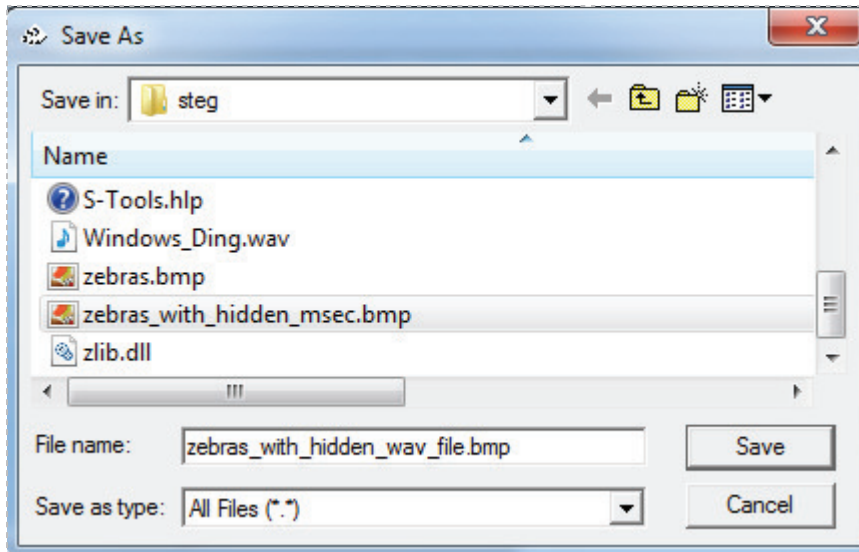 Save As
Save in: steg
Name
S-Tools.hlp
Windows_Ding.wav
zebras.bmp
zebras_with_hidden_msec.bmp
zlib.dll
File name: zebras_with_hidden_wav_file.bmp Save
Save as type: All Files (*.*) Cancel